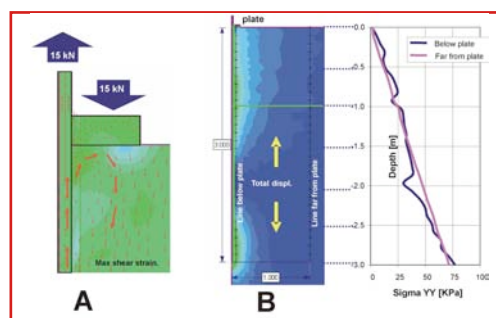 15 kN
15 kN
Max shear strain.
A
plate
3.000
Line below plate
Total displ.
Line far from plate
1.000
B
0.0
-0.5
-1.0
-1.5
-2.0
-2.5
-3.0
Depth [m]
Below plate
Far from plate
0 25 50 75 100
Sigma YY [KPa]